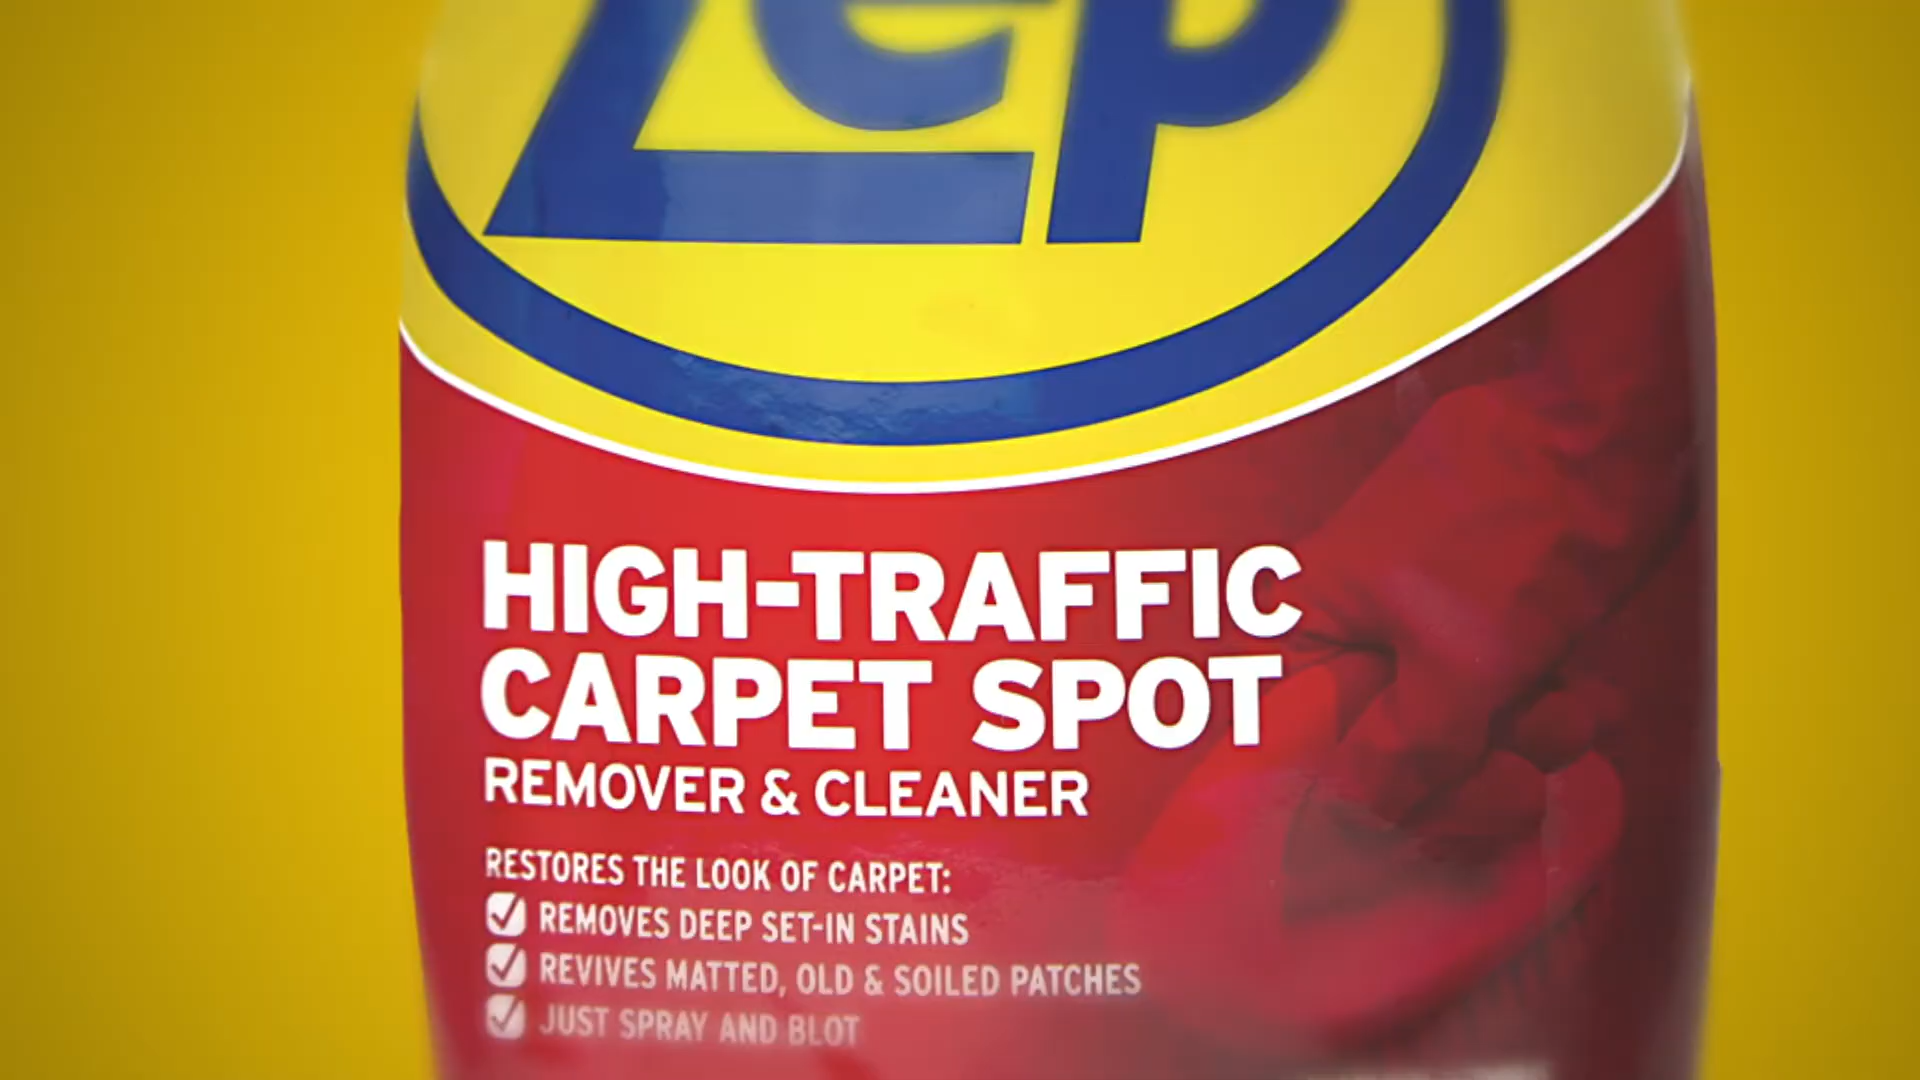 Zep
HIGH-TRAFFIC
CARPET SPOT
REMOVER & CLEANER
RESTORES THE LOOK OF CARPET:
REMOVES DEEP SET-IN STAINS
REVIVES MATTED, OLD & SOILED PATCHES
JUST SPRAY AND BLOT